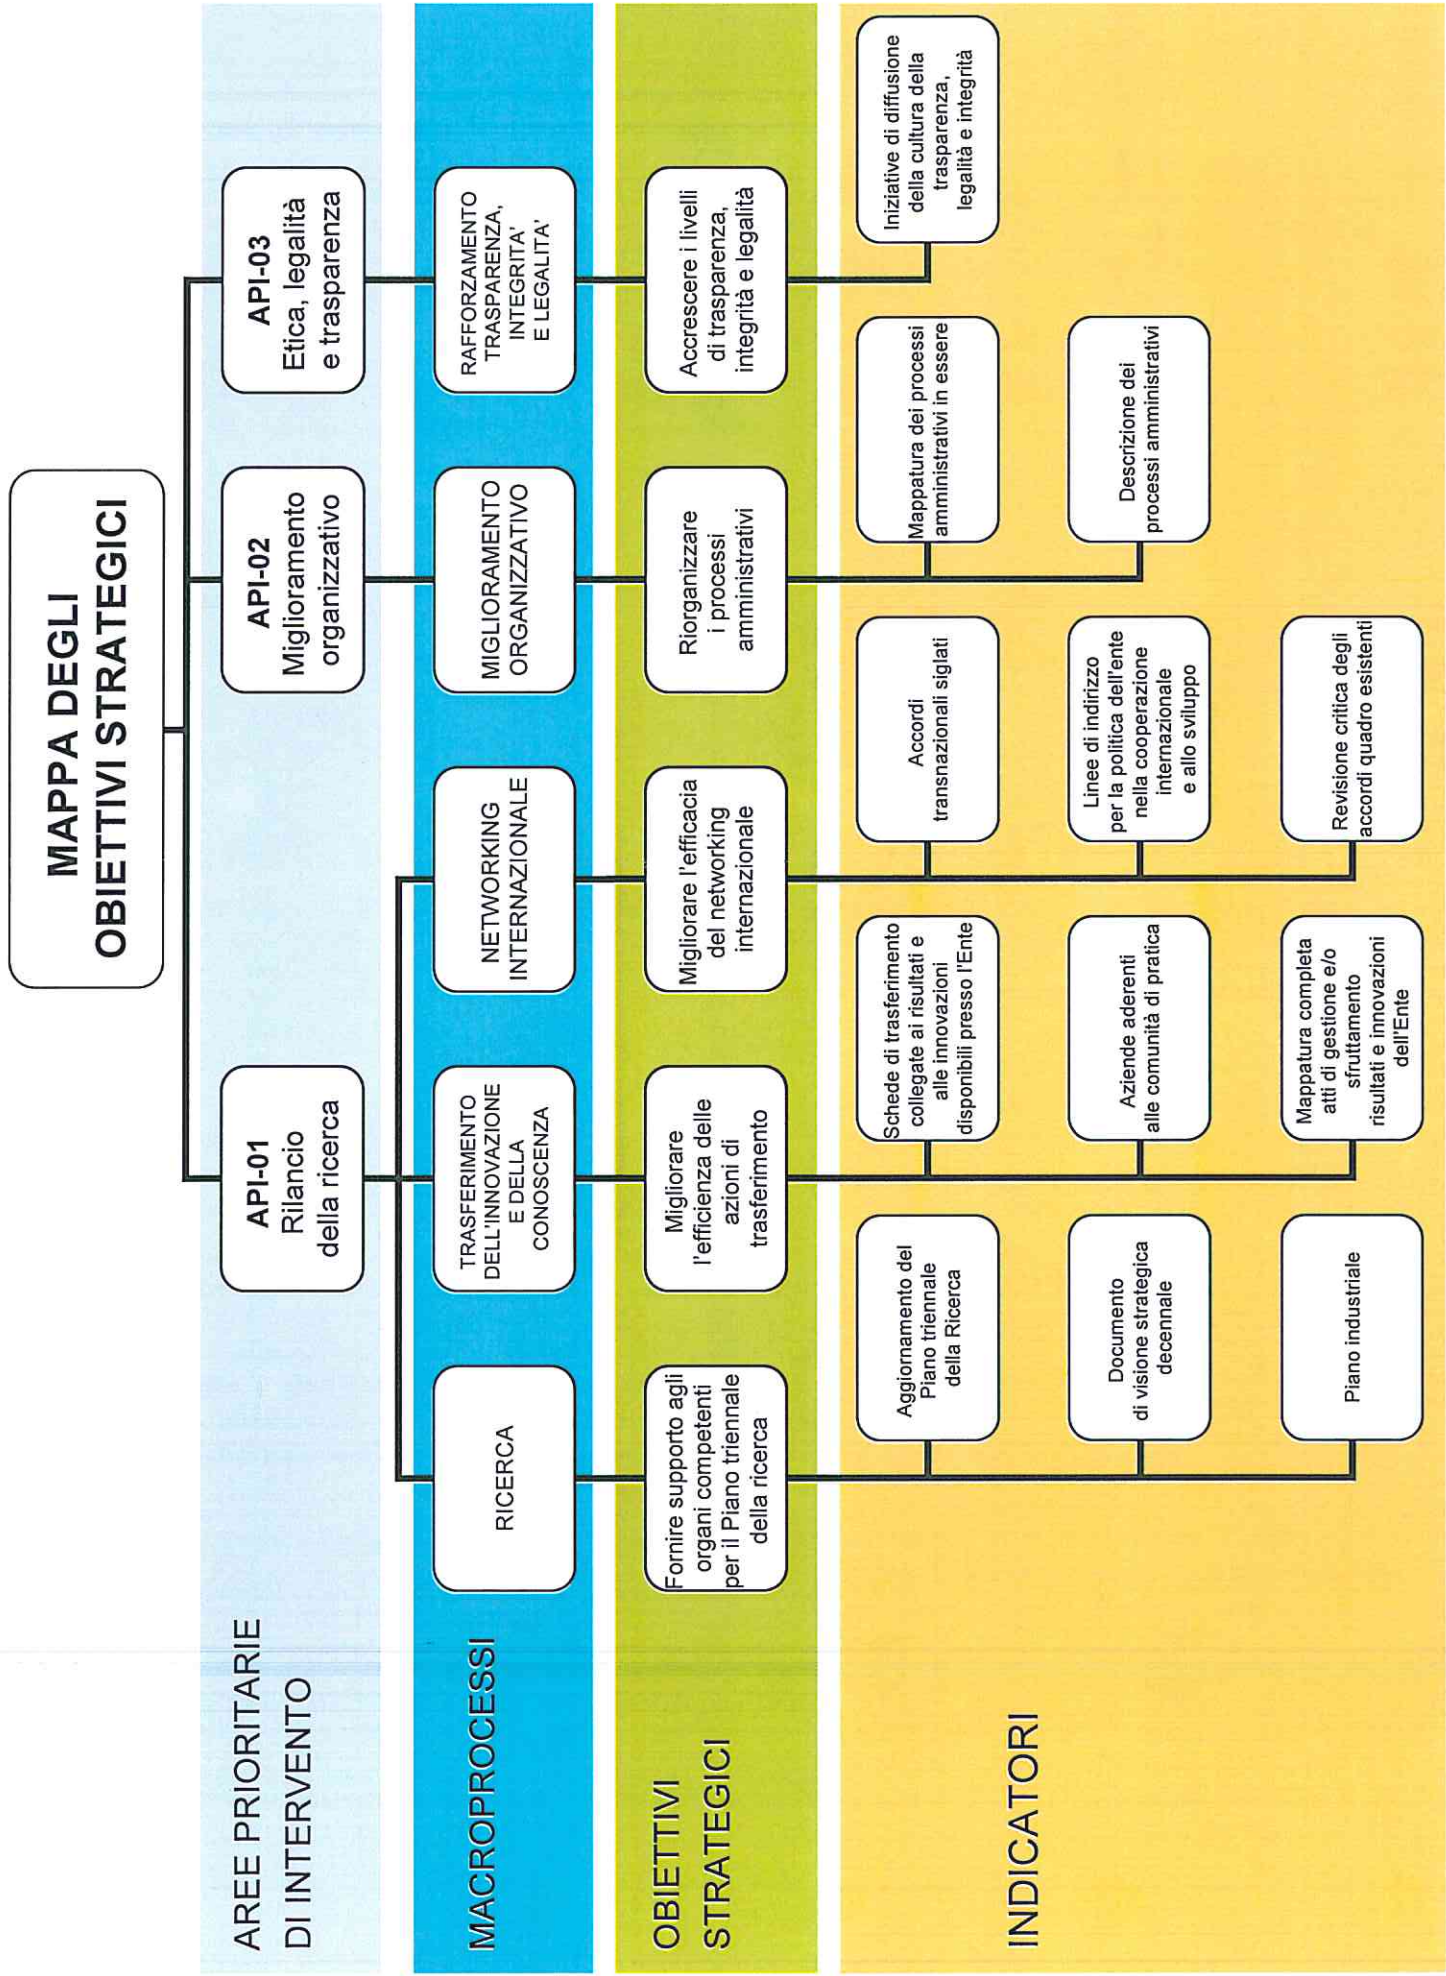 MAPPA DEGLI
OBIETTIVI STRATEGICI
AREE PRIORITARIE
DI INTERVENTO
API-01
Rilancio
della ricerca
API-02
Miglioramento
organizzativo
API-03
Etica, legalità
e trasparenza
MACROPROCESSI
RICERCA
TRASFERIMENTO
DELL'INNOVAZIONE
E DELLA
CONOSCENZA
NETWORKING
INTERNAZIONALE
MIGLIORAMENTO
ORGANIZZATIVO
RAFFORZAMENTO
TRASPARENZA,
INTEGRITA'
E LEGALITA'
OBIETTIVI
STRATEGICI
Fornire supporto agli
organi competenti
per il Piano triennale
della ricerca
Migliorare
l'efficienza delle
azioni di
trasferimento
Migliorare l'efficacia
del networking
internazionale
Riorganizzare
i processi
amministrativi
Accrescere i livelli
di trasparenza,
integrità e legalità
INDICATORI
Aggiornamento del
Piano triennale
della Ricerca
Schede di trasferimento
collegate ai risultati e
alle innovazioni
disponibili presso l'Ente
Accordi
transnazionali siglati
Mappatura dei processi
amministrativi in essere
Iniziative di diffusione
della cultura della
trasparenza,
legalità e integrità
Documento
di visione strategica
decennale
Aziende aderenti
alle comunità di pratica
Linee di indirizzo
per la politica dell'ente
nella cooperazione
internazionale
e allo sviluppo
Descrizione dei
processi amministrativi
Piano industriale
Mappatura completa
atti di gestione e/o
sfruttamento
risultati e innovazioni
dell'Ente
Revisione critica degli
accordi quadro esistenti